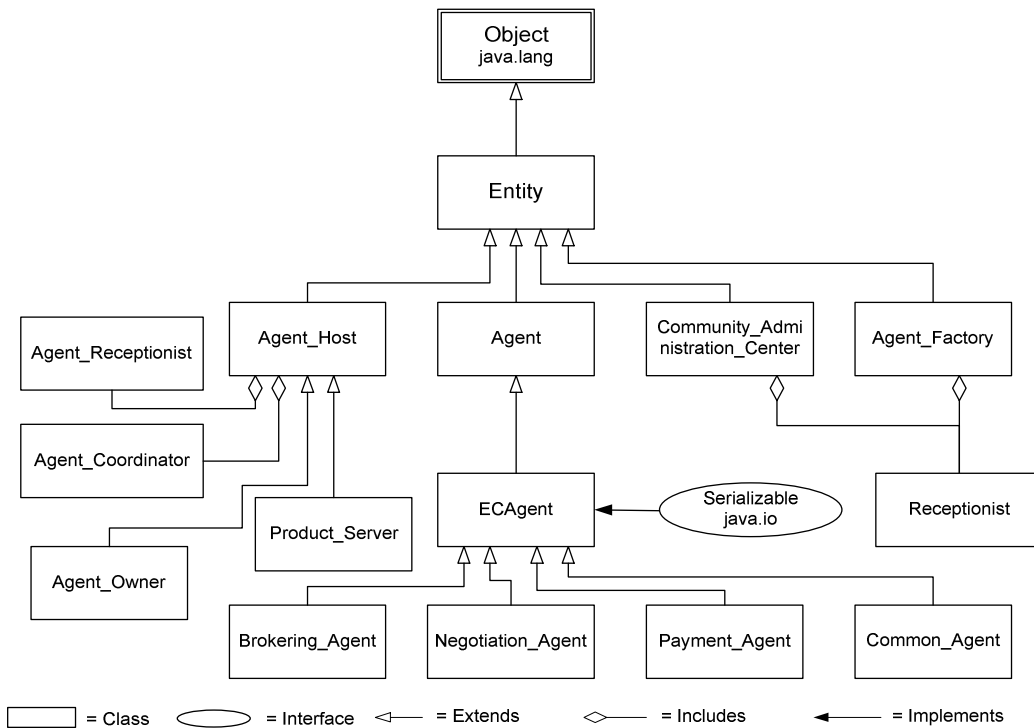 Object
java.lang
Entity
Agent_Receptionist
Agent_Host
Agent
Community_Admi
nistration_Center
Agent_Factory
Agent_Coordinator
Agent_Owner
Product_Server
ECAgent
Serializable
java.io
Receptionist
Brokering_Agent
Negotiation_Agent
Payment_Agent
Common_Agent
= Class
= Interface
= Extends
= Includes
= Implements